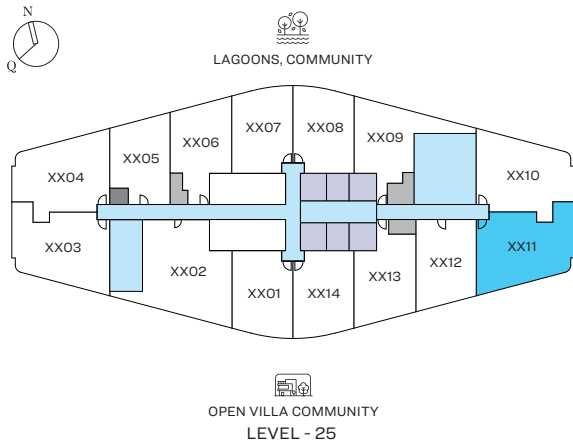 N
Q
LAGOONS, COMMUNITY
XX07
XX08
XX06
XX09
XX05
XX04
XX10
XX03
XX11
XX02
XX12
XX13
XX01
XX14
OPEN VILLA COMMUNITY
LEVEL - 25